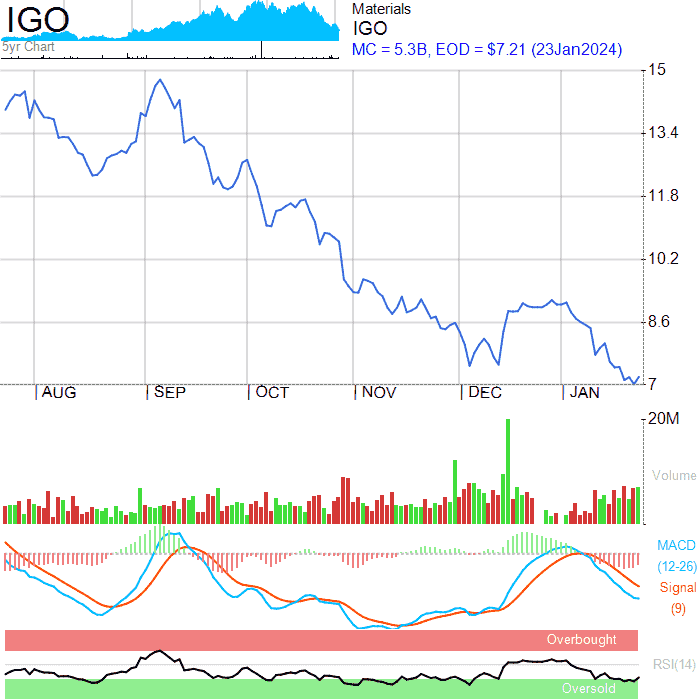 IGO
5yr Chart
Materials
IGO
MC = 5.3B, EOD = $7.21 (23Jan2024)
15
13.4
11.8
10.2
8.6
7
AUG SEP OCT NOV DEC JAN
20M
Volume
MACD
(12-26)
Signal
(9)
Overbought
RSI(14)
Oversold